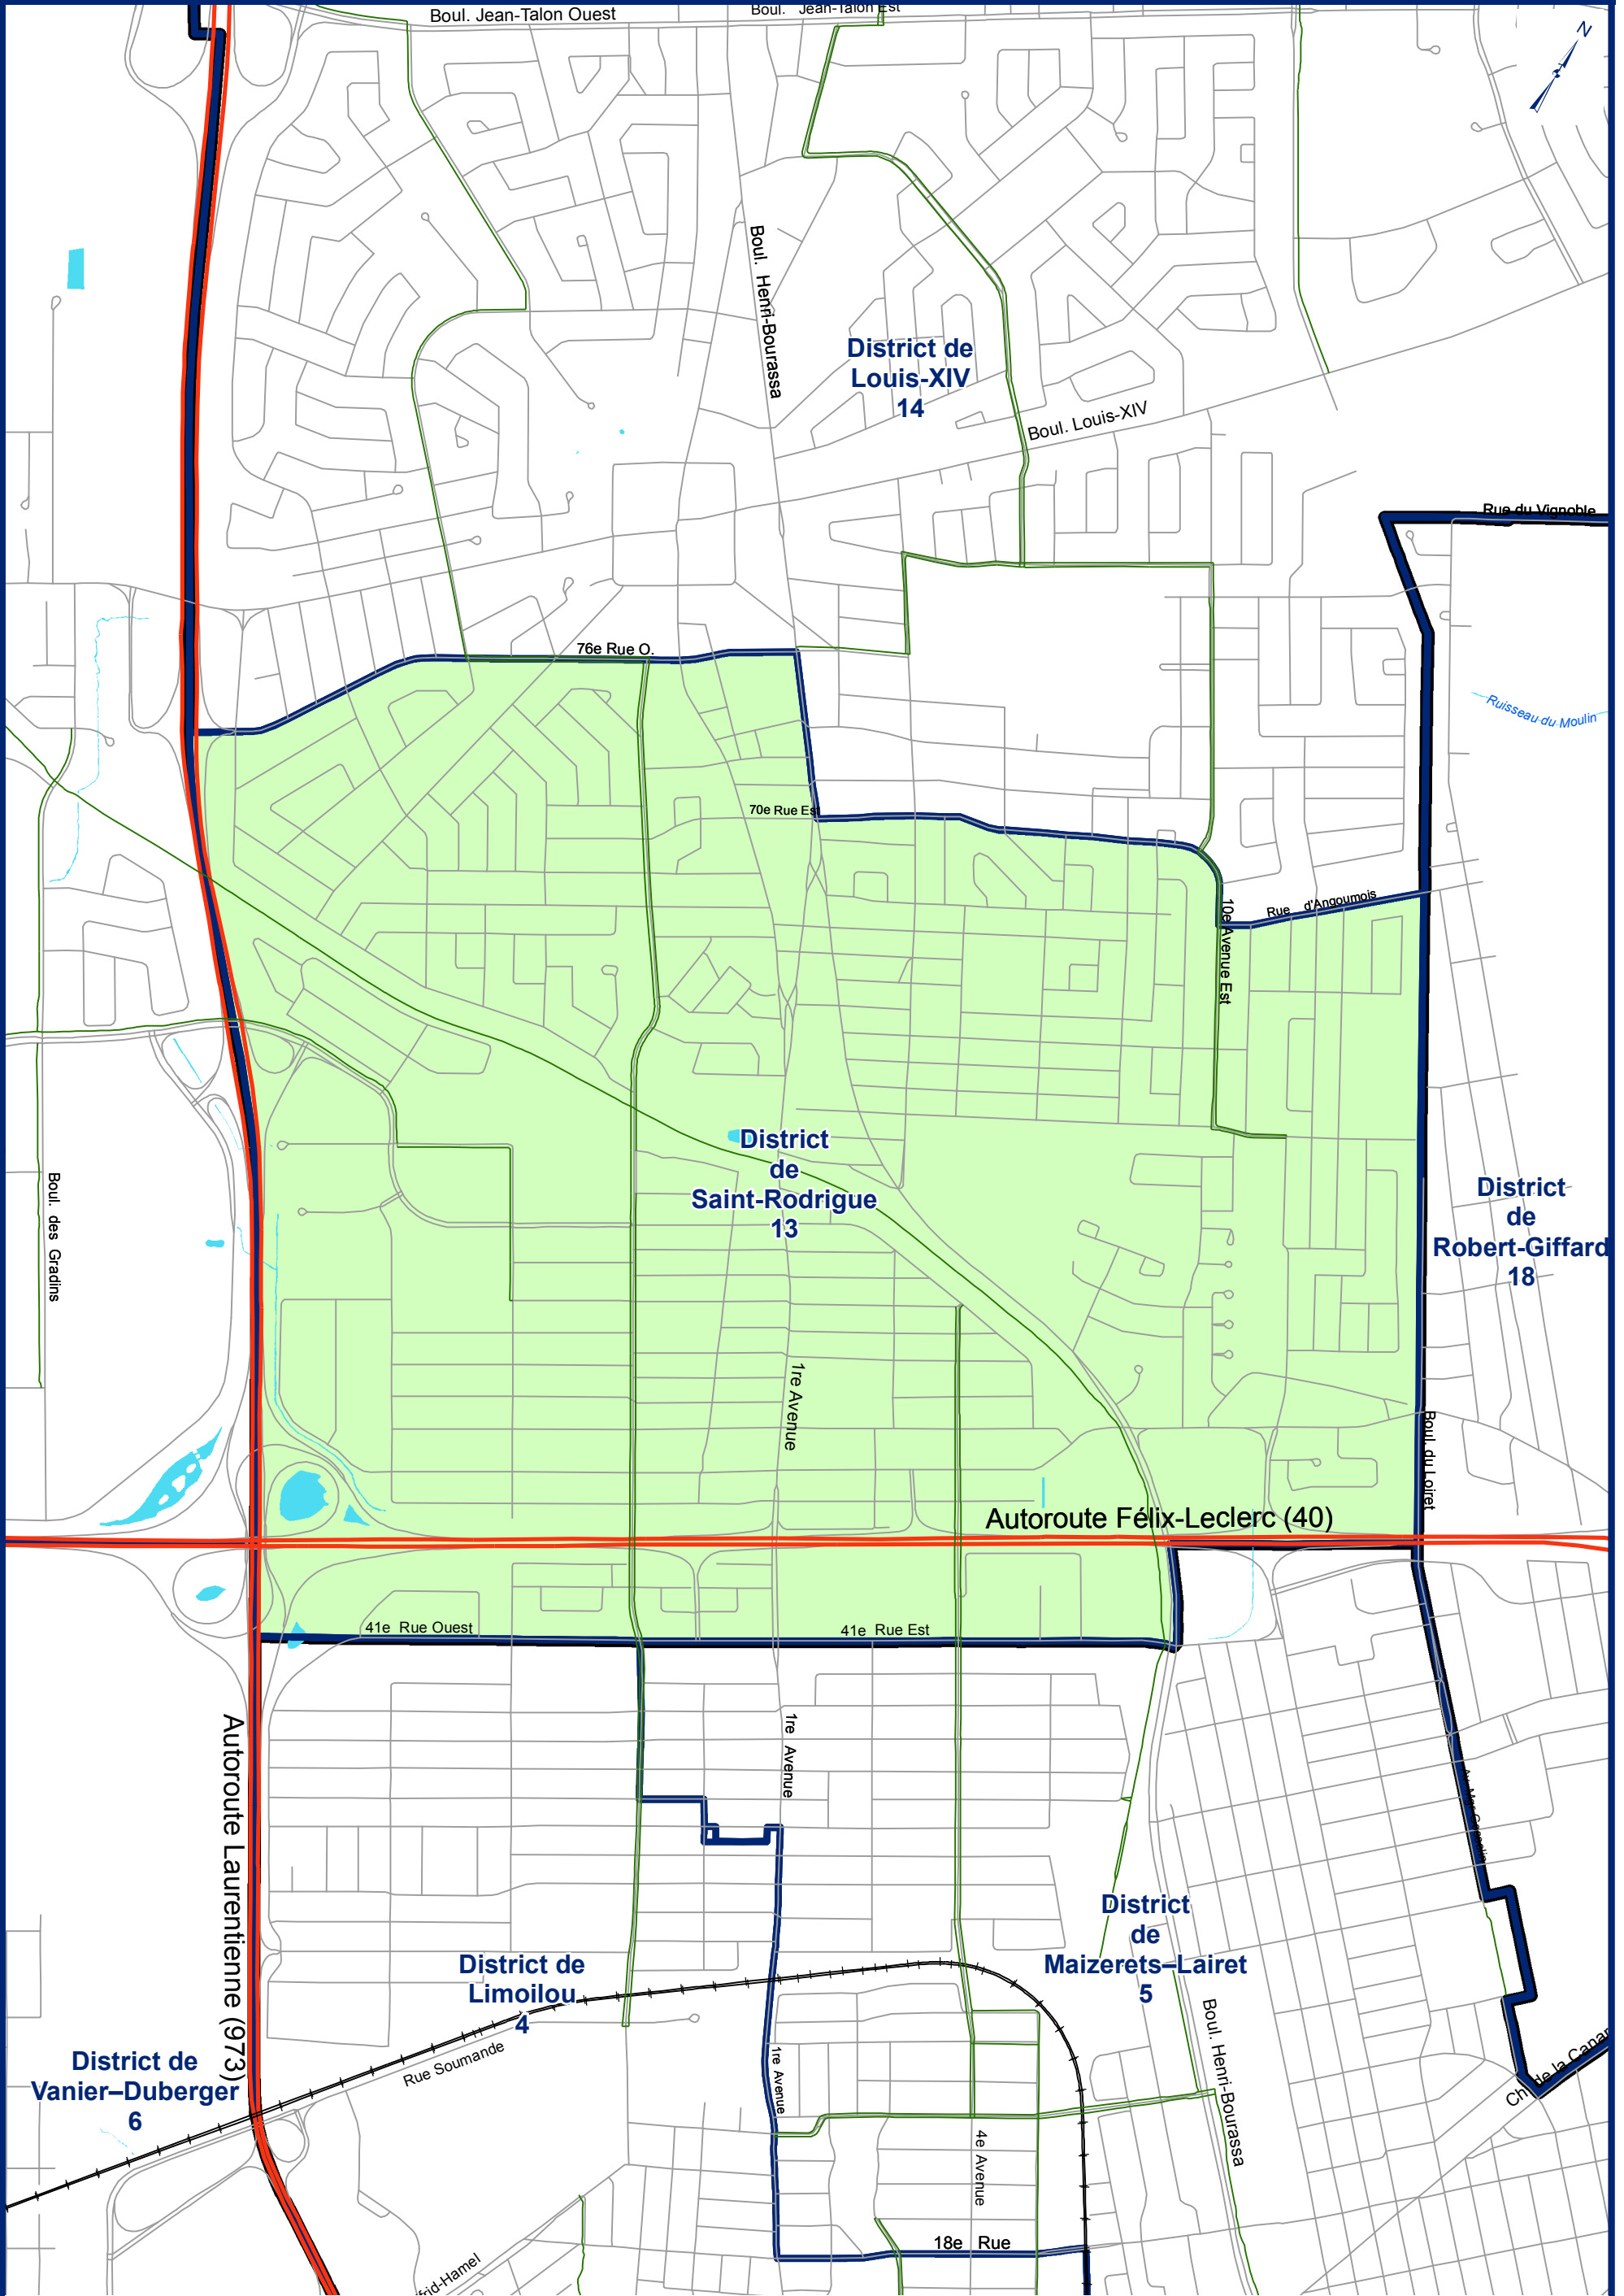 Boul. Jean-Talon Ouest
Boul. Jean-Talon Est
N
Boul. Henri-Bourassa
District de
Louis-XIV
14
Boul. Louis-XIV
Rue du Vignoble
76e Rue O.
Ruisseau du Moulin
70e Rue Est
10e Avenue Est
Rue d'Angoumois
District
de
Saint-Rodrigue
13
Boul. des Gradins
District
de
Robert-Giffard
18
1re Avenue
Boul. du Loiret
Autoroute Félix-Leclerc (40)
41e Rue Ouest
41e Rue Est
Autoroute Laurentienne (973)
1re Avenue
District
de
Maizerets–Lairet
5
District de
Limoilou
4
Rue Soumande
District de
Vanier–Duberger
6
1re Avenue
Boul. Henri-Bourassa
4e Avenue
18e Rue